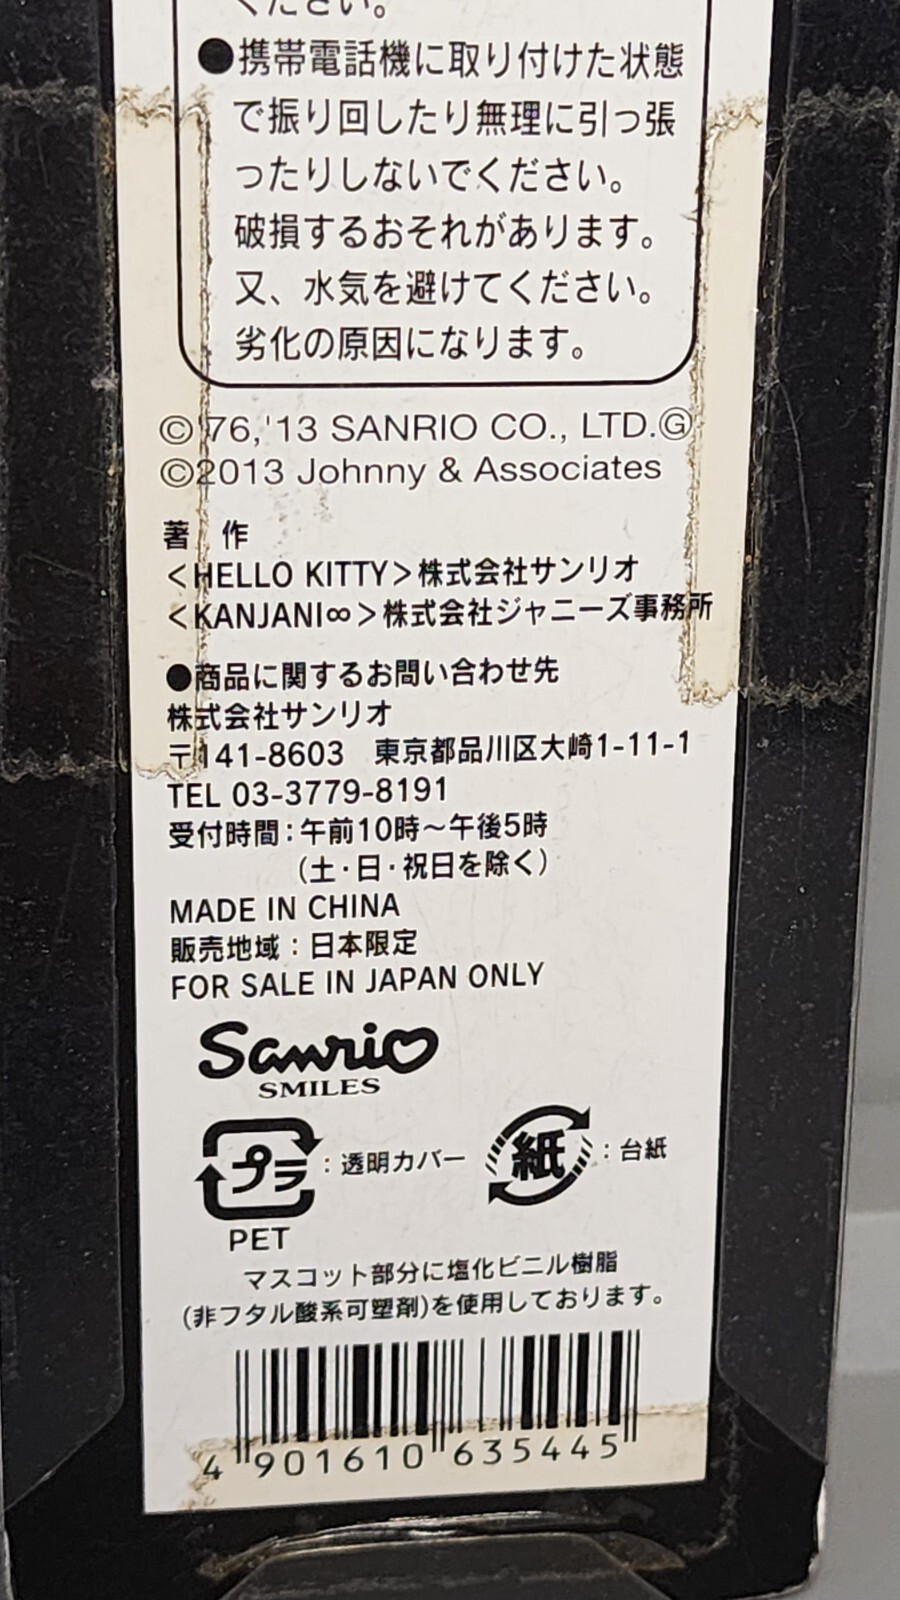 ください。
●携帯電話機に取り付けた状態
で振り回したり無理に引っ張
ったりしないでください。
破損するおそれがあります。
又、水気を避けてください。
劣化の原因になります。
©'76,'13 SANRIO CO., LTD.Ⓖ
©2013 Johnny & Associates
著 作
<HELLO KITTY>株式会社サンリオ
<KANJANI∞>株式会社ジャニーズ事務所
●商品に関するお問い合わせ先
株式会社サンリオ
〒141-8603 東京都品川区大崎1-11-1
TEL 03-3779-8191
受付時間:午前10時～午後5時
(土・日・祝日を除く)
MADE IN CHINA
販売地域:日本限定
FOR SALE IN JAPAN ONLY
Sanrio
SMILES
プラ:透明カバー 紙:台紙
PET
マスコット部分に塩化ビニル樹脂
(非フタル酸系可塑剤)を使用しております。
4 901610 635445